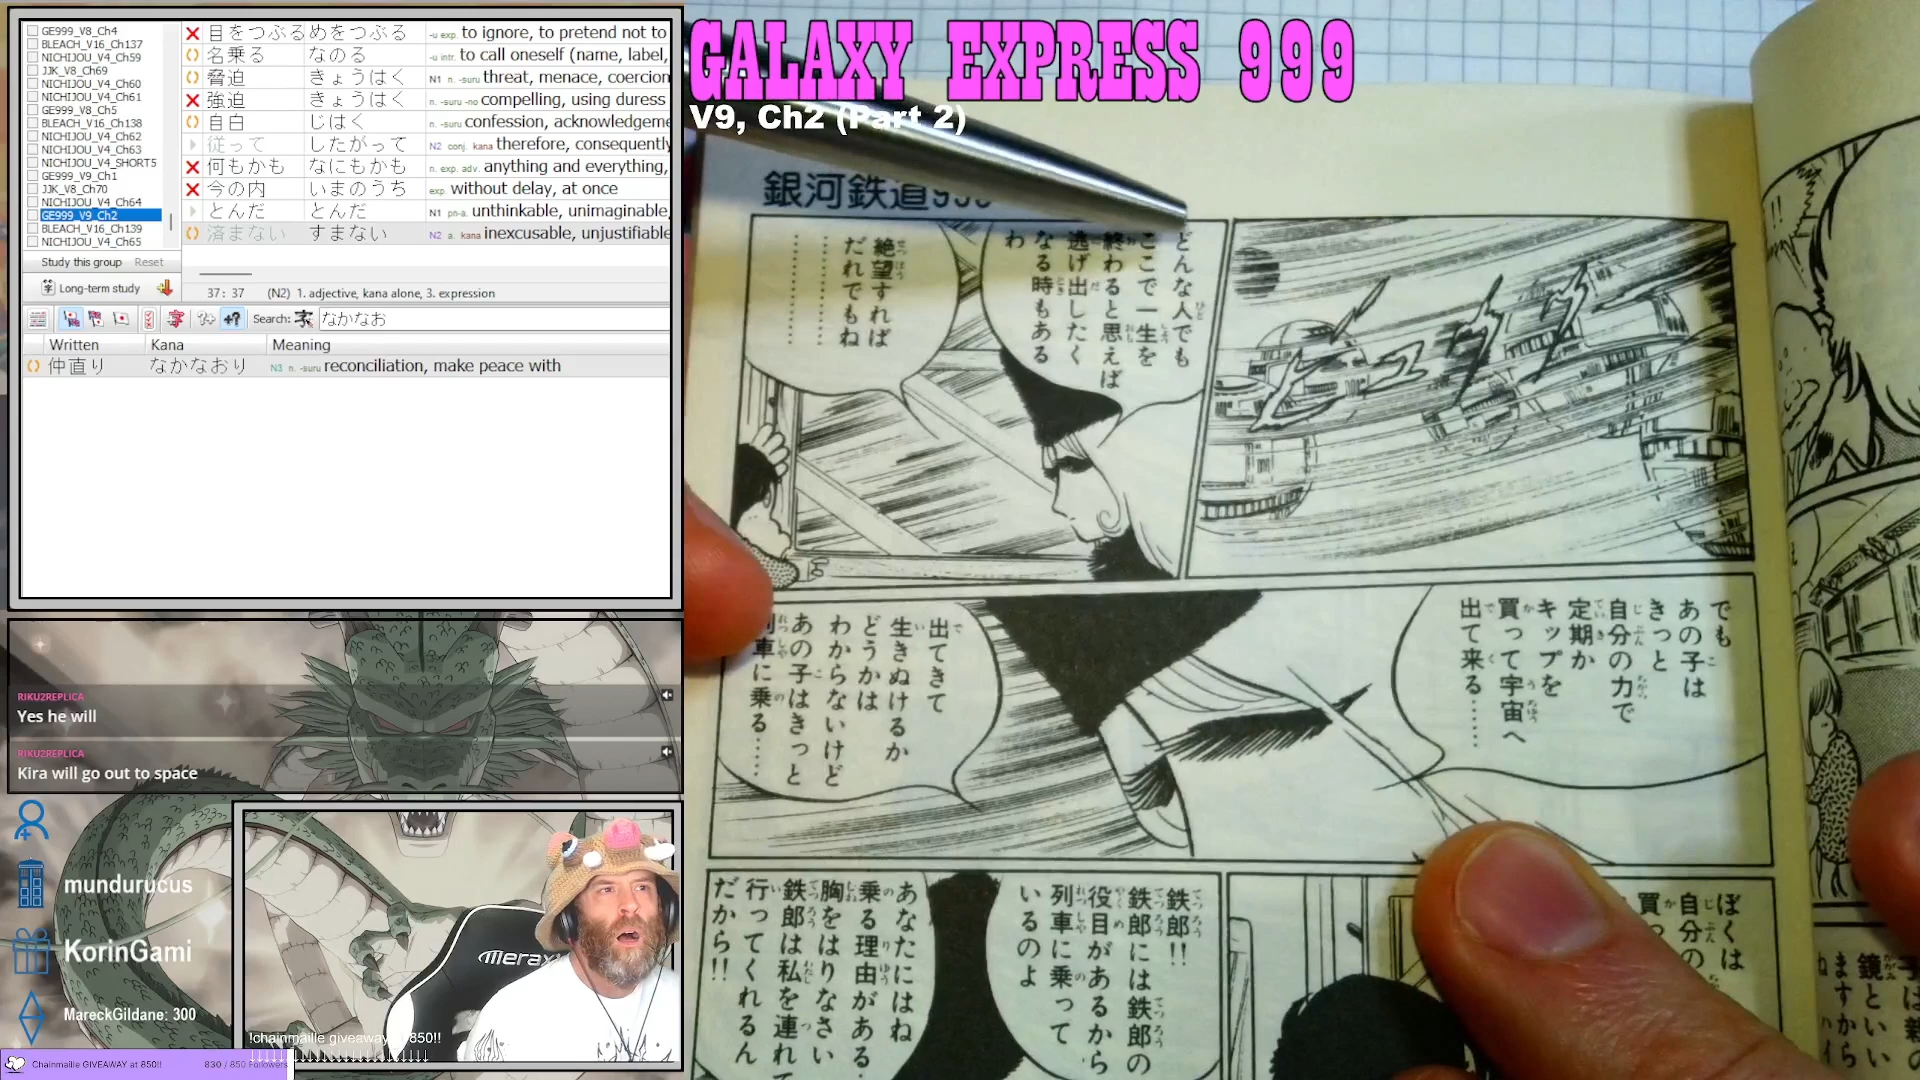 GE999_V8_Ch4
BLEACH_V16_Ch137
NICHIJOU_V4_Ch59
JJK_V8_Ch69
NICHIJOU_V4_Ch60
NICHIJOU_V4_Ch61
GE999_V8_Ch5
BLEACH_V16_Ch138
NICHIJOU_V4_Ch62
NICHIJOU_V4_Ch63
NICHIJOU_V4_SHORT5
GE999_V9_Ch1
JJK_V8_Ch70
NICHIJOU_V4_Ch64
GE999_V9_Ch2
BLEACH_V16_Ch139
NICHIJOU_V4_Ch65
Study this group Reset
Long-term study
目をつぶる めをつぶる -u exp. to ignore, to pretend not to
名乗る なのる -u intr. to call oneself (name, label,
脅迫 きょうはく N1 n. -suru threat, menace, coercion
強迫 きょうはく n. -suru -no compelling, using duress
自白 じはく n. -suru confession, acknowledgeme
従って したがって N2 conj. kana therefore, consequently
何もかも なにもかも n. exp. adv. anything and everything,
今の内 いまのうち exp. without delay, at once
とんだ とんだ N1 pn-a. unthinkable, unimaginable,
済まない すまない N2 a. kana inexcusable, unjustifiable
37: 37 (N2) 1. adjective, kana alone, 3. expression
Search: なかなお
Written Kana Meaning
仲直り なかなおり N3 n. -suru reconciliation, make peace with
RIKU2REPLICA
Yes he will
RIKU2REPLICA
Kira will go out to space
mundurucus
KorinGami
MareckGildane: 300
Chainmaille GIVEAWAY at 850!! 830 / 850 Followers
!chainmaille giveaway
850!!
GALAXY EXPRESS 999
V9, Ch2 (Part 2)
銀河鉄道999
ヒュウウウ
どんな人でも
ここで一生を
終わると思えば
逃げ出したく
なる時もある
わ
絶望すれば
だれでもね
…………
…………
でも
あの子は
きっと
自分の力で
定期か
キップを
買って宇宙へ
出て来る……
出てきて
生きぬけるか
どうかは
わからないけど
あの子はきっと
列車に乗る……
ぼくは
自分の
鉄郎!!
鉄郎には鉄郎の
役目があるから
列車に乗って
いるのよ
あなたにはね
乗る理由がある
胸をはりなさい
鉄郎は私を連れて
行ってくれるん
だから!!